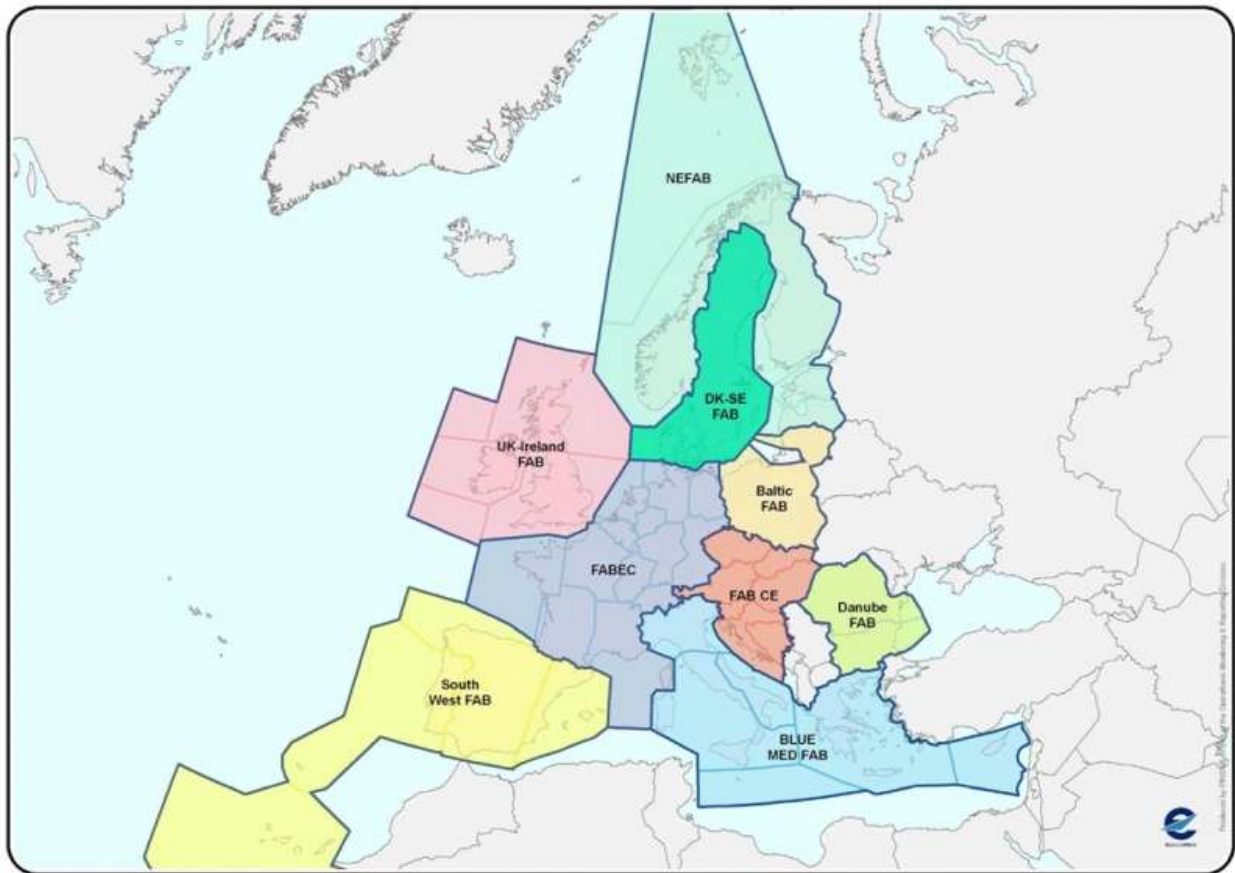 NEFAB
DK-SE
FAB
UK-Ireland
FAB
Baltic
FAB
FABEC
FAB CE
Danube
FAB
South
West FAB
BLUE
MED FAB